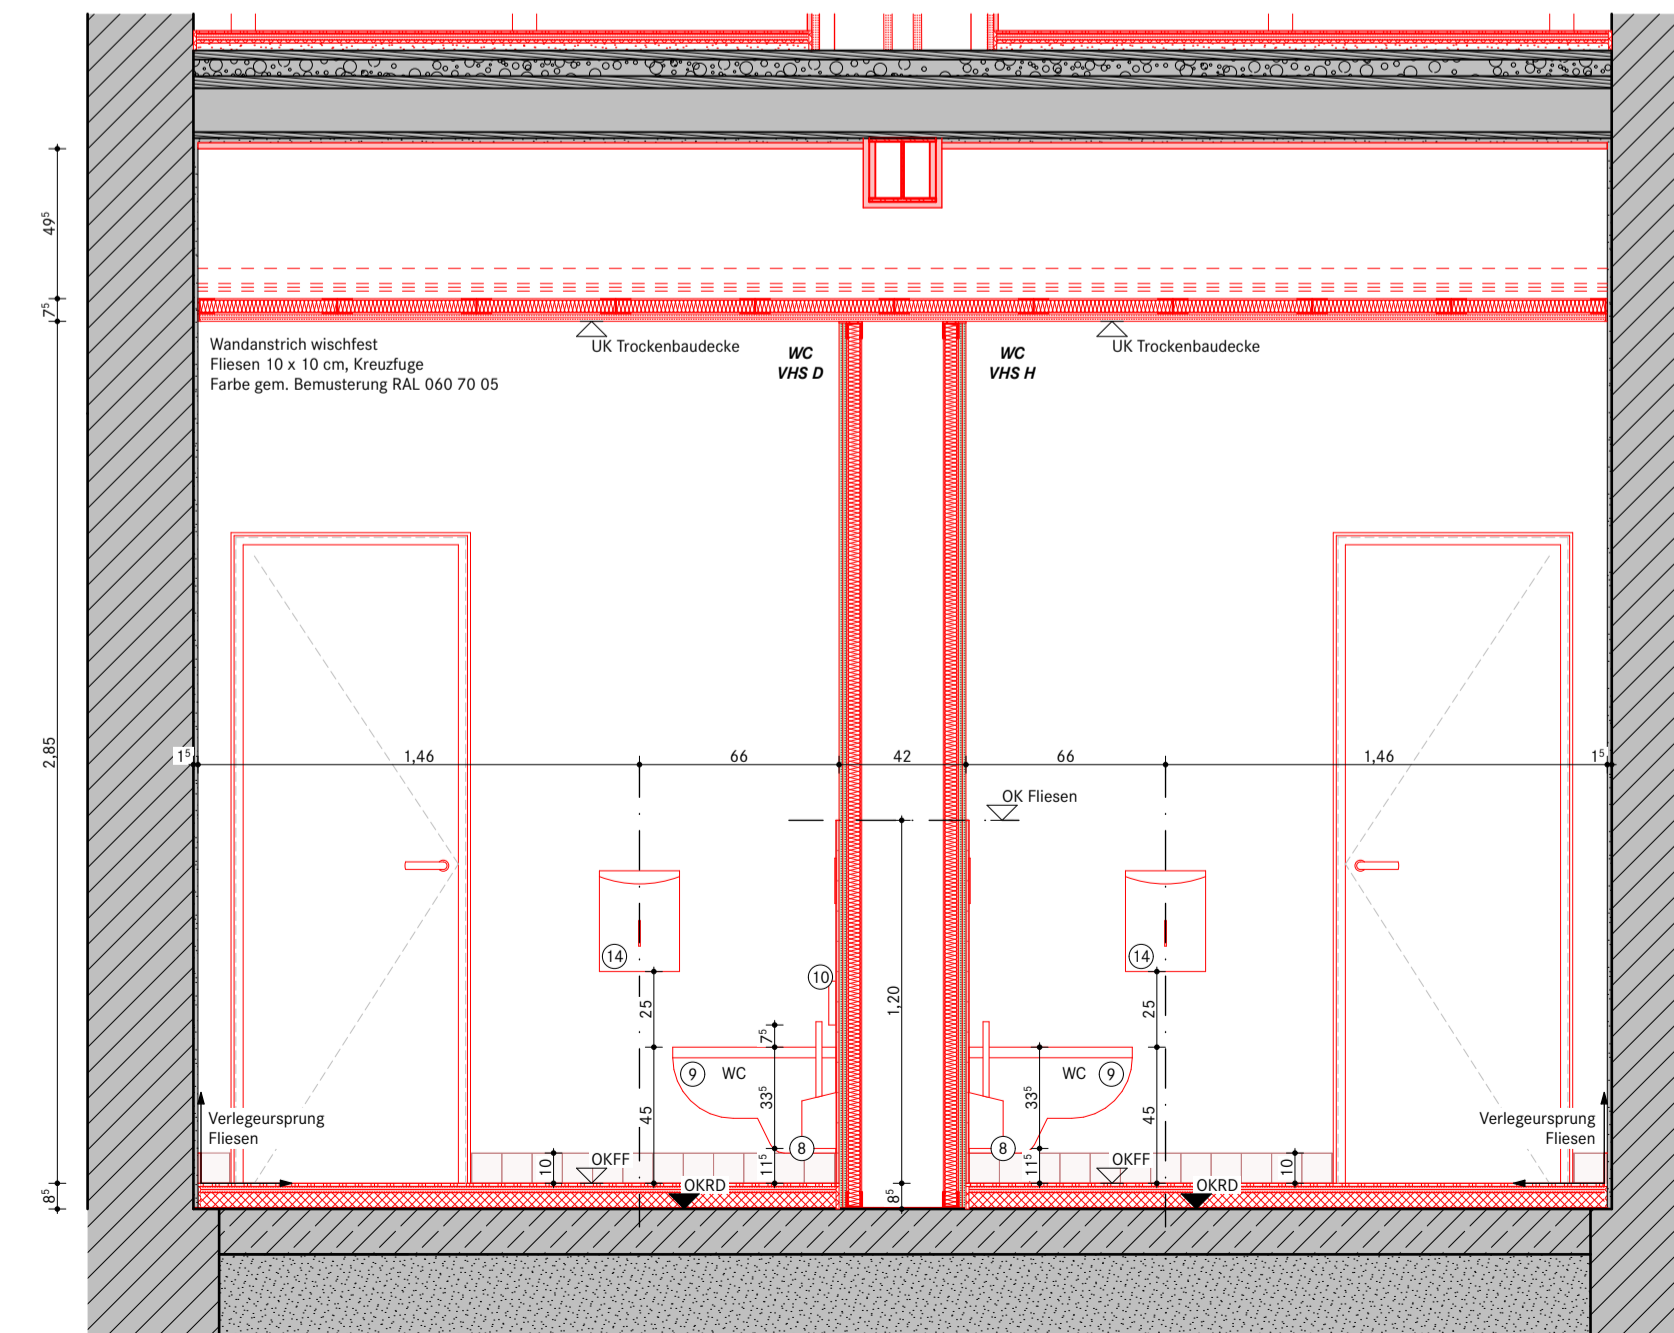 49⁵
7⁵
UK Trockenbaudecke
UK Trockenbaudecke
Wandanstrich wischfest
Fliesen 10 x 10 cm, Kreuzfuge
Farbe gem. Bemusterung RAL 060 70 05
WC
VHS D
WC
VHS H
2,85
1⁵
1,46
66
42
66
1,46
1⁵
OK Fliesen
14
14
10
25
1,20
25
7⁵
9
WC
WC
9
33⁵
33⁵
45
45
Verlegeursprung
Fliesen
Verlegeursprung
Fliesen
8
8
10
OKFF
11⁵
11⁵
OKFF
10
8⁵
OKRD
8⁵
OKRD